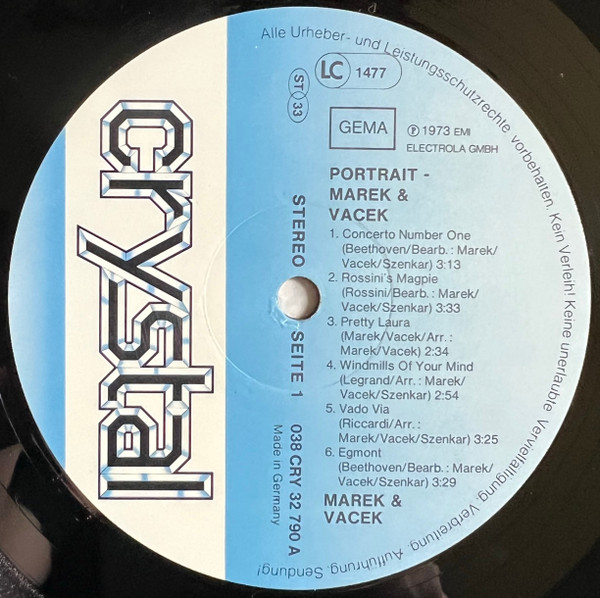 Alle Urheber- und Leistungsschutzrechte vorbehalten. Kein Verleih! Keine unerlaubte Vervielfältigung, Verbreitung, Aufführung, Sendung!
crystal
ST 33
LC 1477
GEMA
℗ 1973 EMI
ELECTROLA GMBH
PORTRAIT -
MAREK &
VACEK
STEREO SEITE 1 038 CRY 32 790 A
Made in Germany
1. Concerto Number One
(Beethoven/Bearb.: Marek/
Vacek/Szenkar) 3:13
2. Rossini's Magpie
(Rossini/Bearb.: Marek/
Vacek/Szenkar) 3:33
3. Pretty Laura
(Marek/Vacek/Arr.:
Marek/Vacek) 2:34
4. Windmills Of Your Mind
(Legrand/Arr.: Marek/
Vacek/Szenkar) 2:54
5. Vado Via
(Riccardi/Arr.:
Marek/Vacek/Szenkar) 3:25
6. Egmont
(Beethoven/Bearb.: Marek/
Vacek/Szenkar) 3:29
MAREK &
VACEK